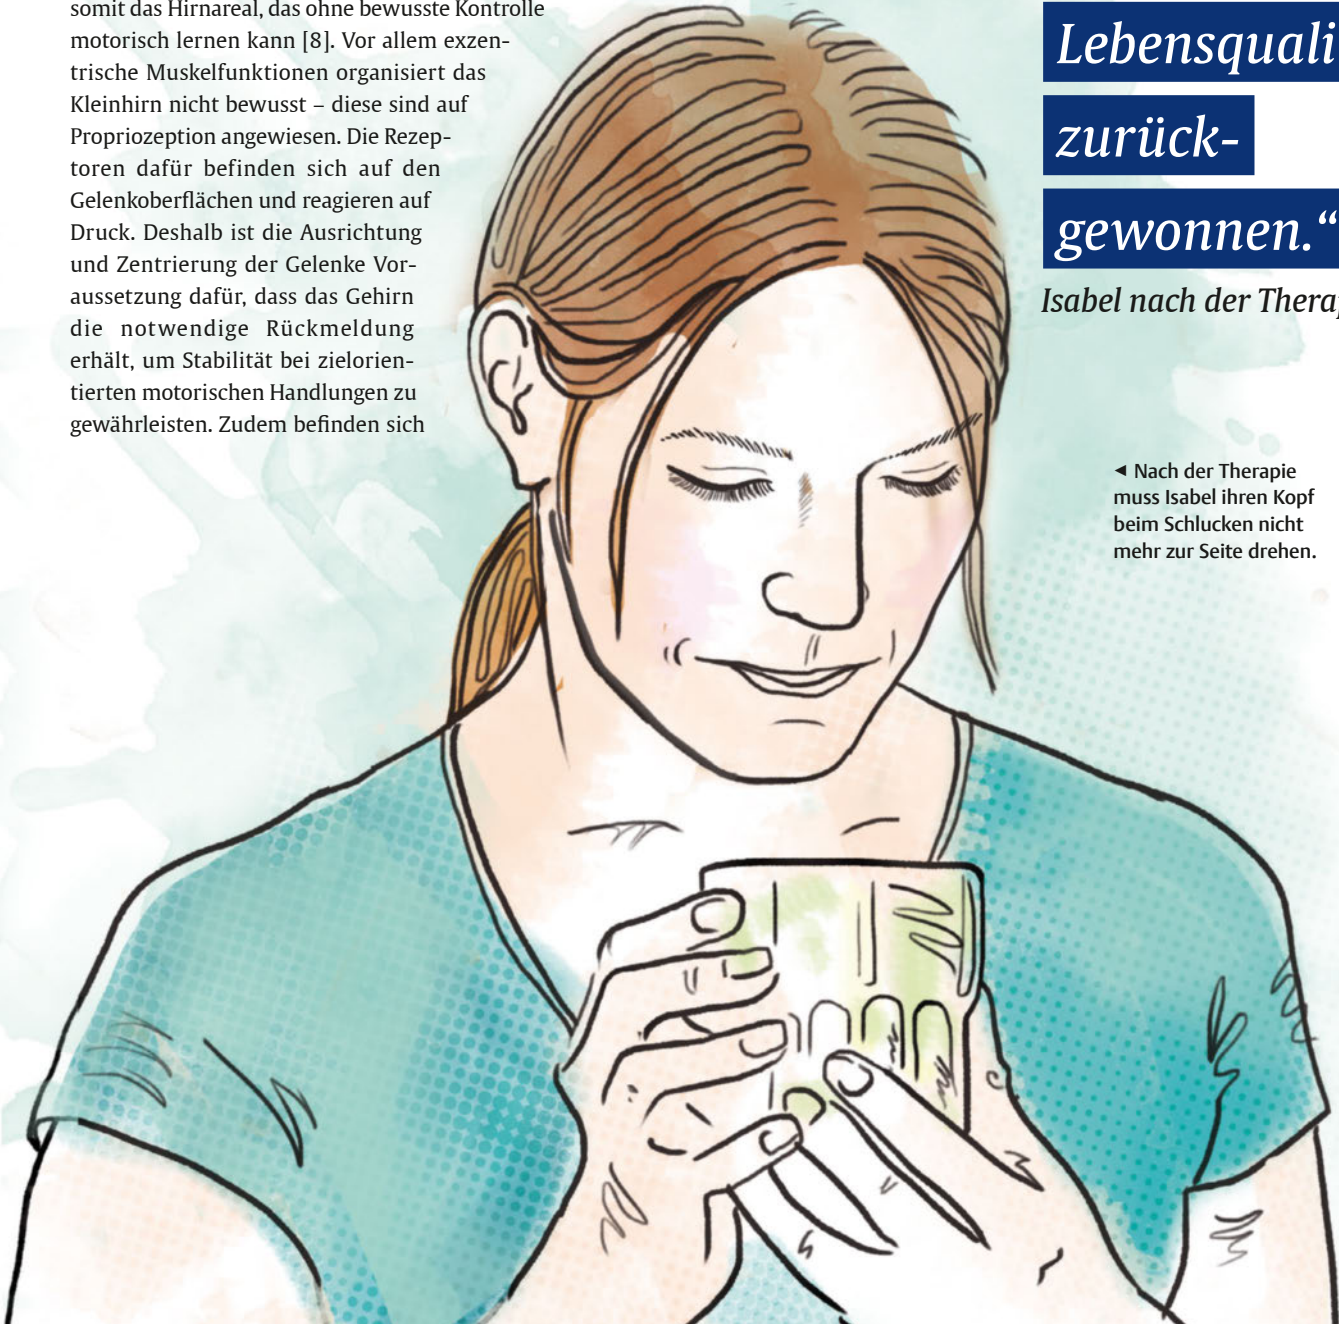 somit das Hirnareal, das ohne bewusste Kontrolle
motorisch lernen kann [8]. Vor allem exzen-
trische Muskelfunktionen organisiert das
Kleinhirn nicht bewusst – diese sind auf
Propriozeption angewiesen. Die Rezep-
toren dafür befinden sich auf den
Gelenkoberflächen und reagieren auf
Druck. Deshalb ist die Ausrichtung
und Zentrierung der Gelenke Vor-
aussetzung dafür, dass das Gehirn
die notwendige Rückmeldung
erhält, um Stabilität bei zielorien-
tierten motorischen Handlungen zu
gewährleisten. Zudem befinden sich
Lebensquali
zurück-
gewonnen.“
Isabel nach der
◄ Nach der Therapie
muss Isabel ihren Kopf
beim Schlucken nicht
mehr zur Seite drehen.